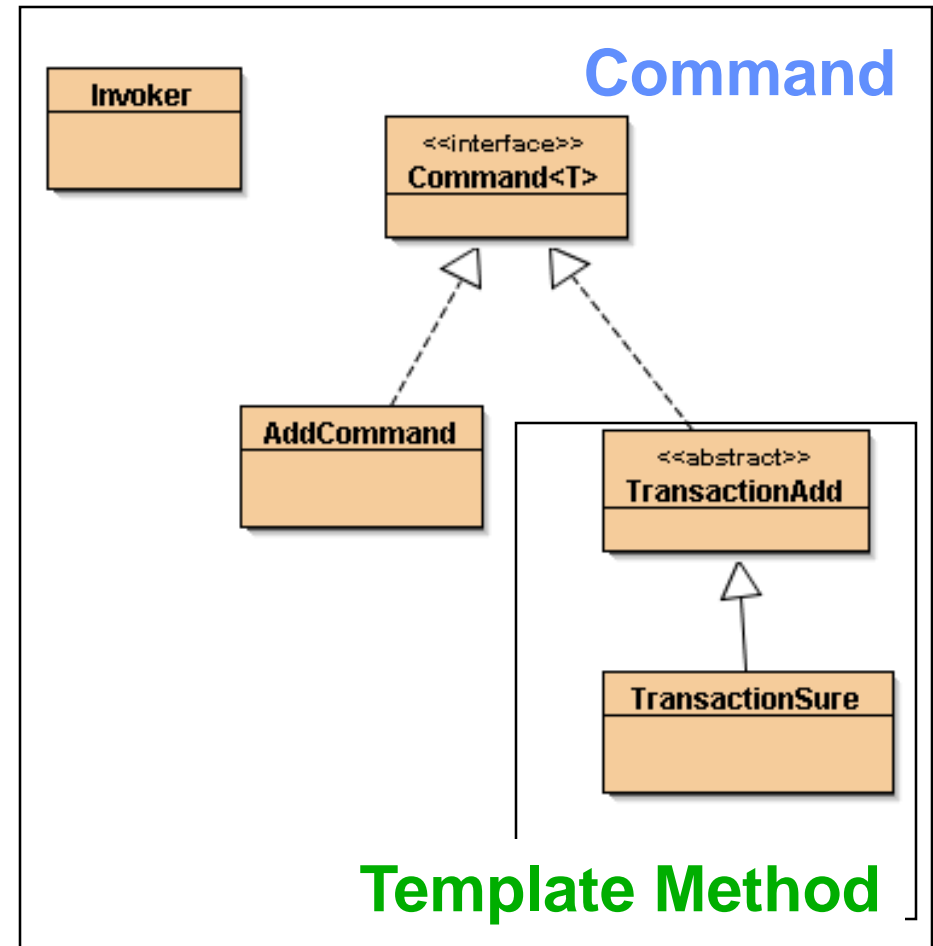 Command
Invoker
<<interface>>
Command<T>
AddCommand
<<abstract>>
TransactionAdd
TransactionSure
Template Method